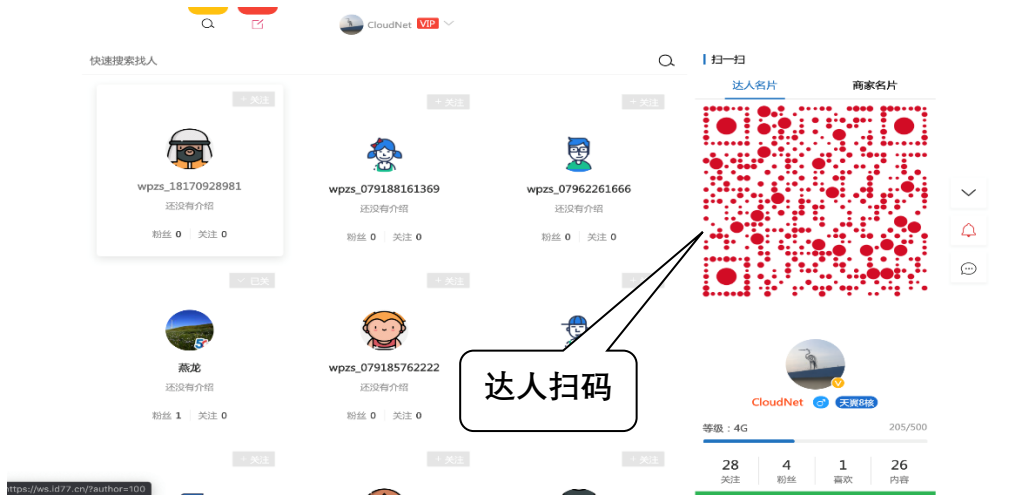 CloudNet VIP
快速搜索找人
扫一扫
达人名片 商家名片
+ 关注 + 关注 + 关注
wpzs_18170928981 wpzs_079188161369 wpzs_07962261666
还没有介绍 还没有介绍 还没有介绍
粉丝 0 关注 0 粉丝 0 关注 0 粉丝 0 关注 0
已关 + 关注
燕龙 wpzs_079185762222
还没有介绍 还没有介绍
粉丝 1 关注 0 粉丝 0 关注 0
达人扫码
CloudNet
等级：4G 205/500
28 4 1 26
关注 粉丝 喜欢 内容
+ 关注 + 关注 + 关注
https://ws.id77.cn/?author=100